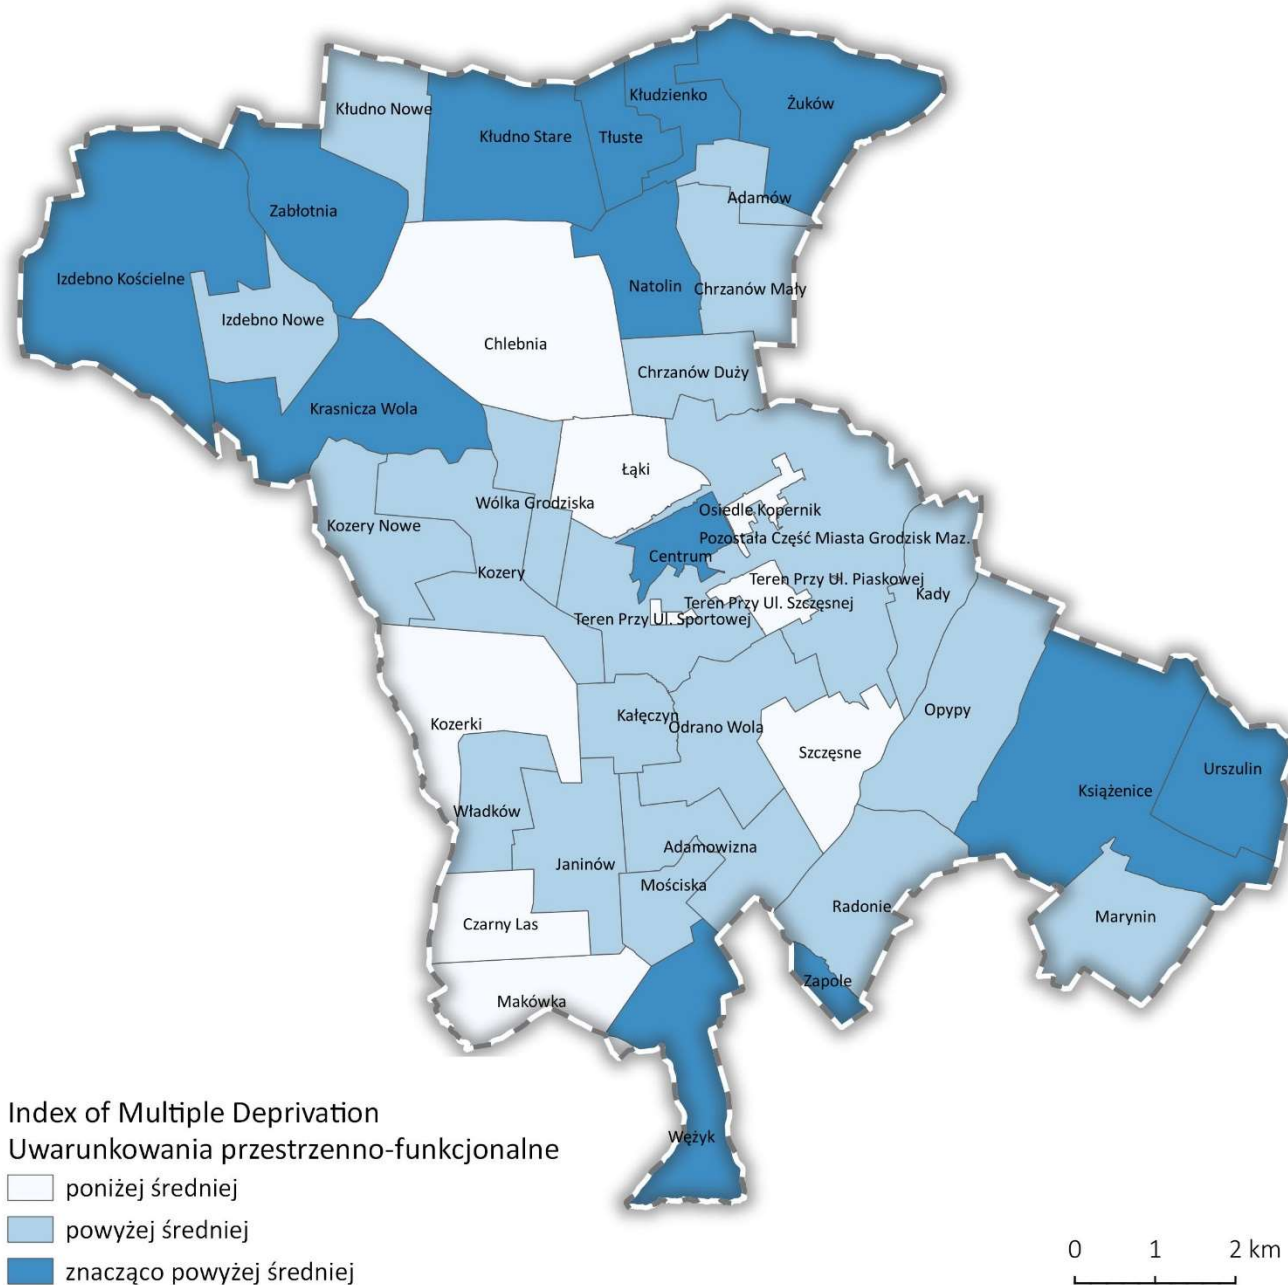 Kłudno Nowe
Kłudno Stare
Tłuste
Kłudzienko
Żuków
Zabłotnia
Adamów
Izdebno Kościelne
Natolin
Chrzanów Mały
Izdebno Nowe
Chlebnia
Chrzanów Duży
Krasnicza Wola
Łąki
Wólka Grodziska
Osiedle Kopernik
Kozery Nowe
Pozostała Część Miasta Grodzisk Maz.
Centrum
Kozery
Teren Przy Ul. Piaskowej
Kady
Teren Przy Ul. Szczęsnej
Teren Przy Ul. Sportowej
Kozerki
Kałęczyn
Odrano Wola
Opypy
Szczęsne
Urszulin
Książenice
Władków
Adamowizna
Janinów
Mościska
Radonie
Marynin
Czarny Las
Zapole
Makówka
Wężyk
Index of Multiple Deprivation
Uwarunkowania przestrzenno-funkcjonalne
poniżej średniej
powyżej średniej
znacząco powyżej średniej
0 1 2 km